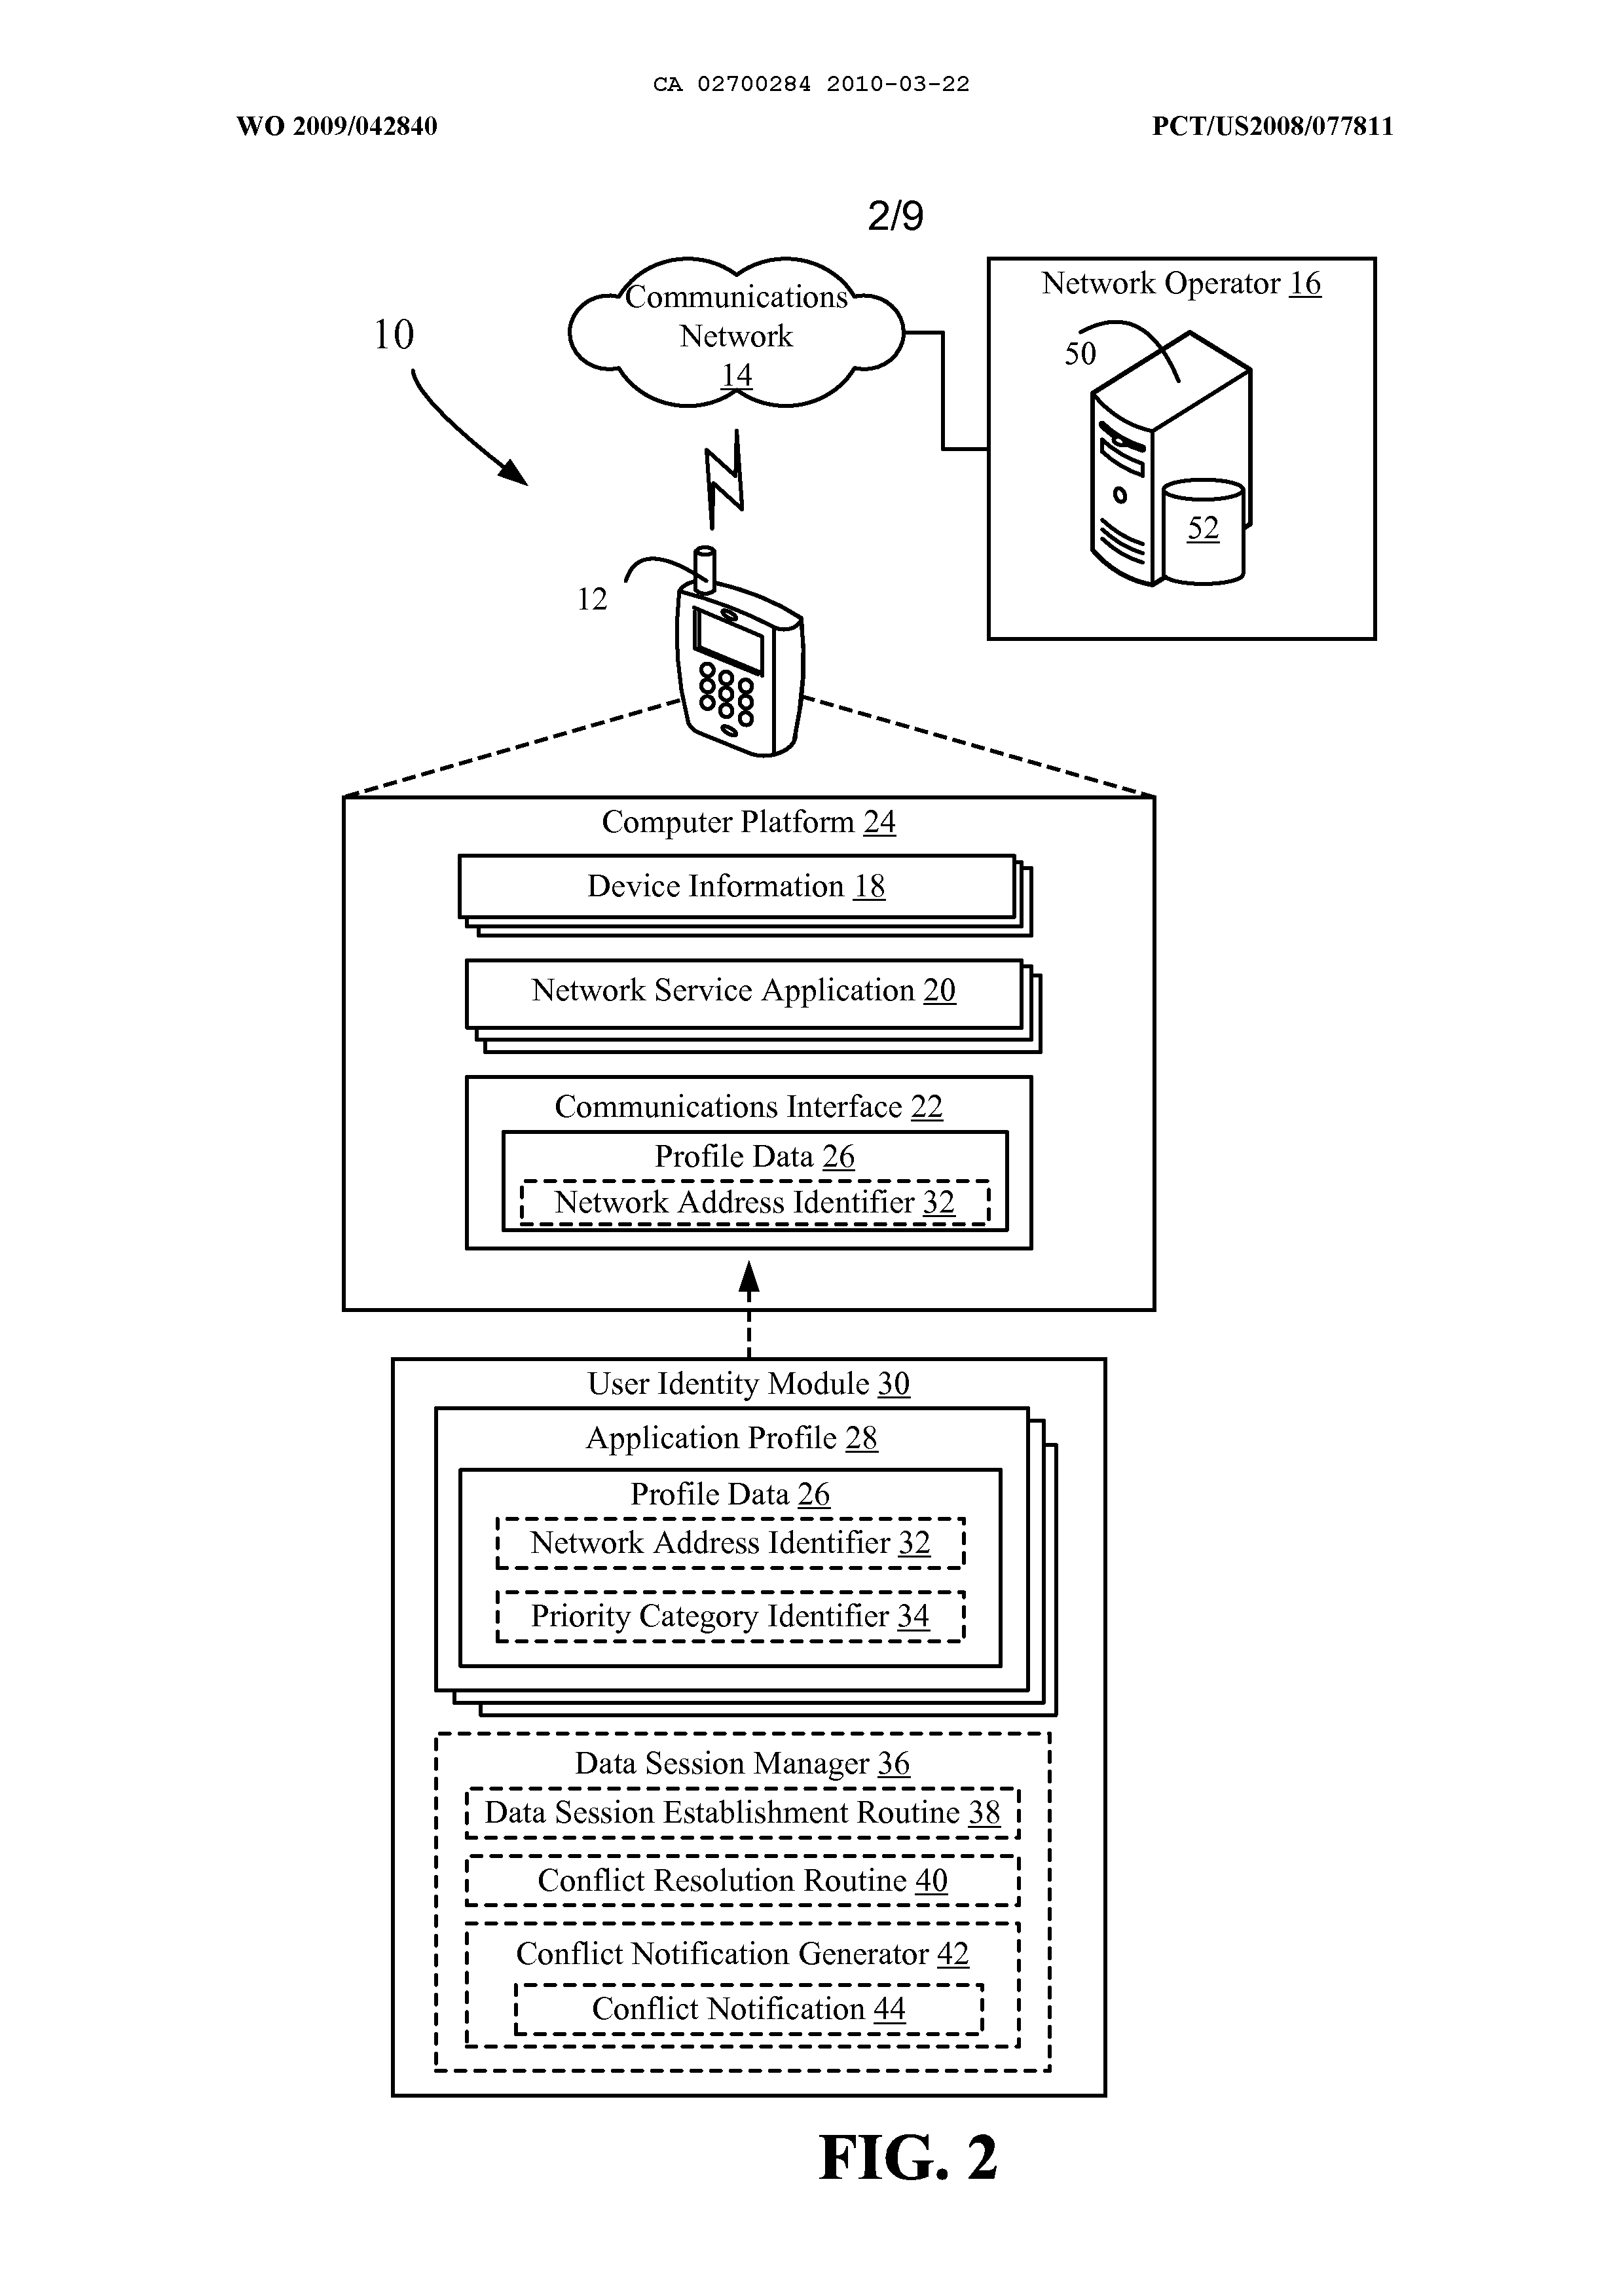 CA 02700284 2010-03-22
WO 2009/042840
PCT/US2008/077811
2/9
Communications
Network
14
Network Operator 16
10
50
52
12
Computer Platform 24
Device Information 18
Network Service Application 20
Communications Interface 22
Profile Data 26
Network Address Identifier 32
User Identity Module 30
Application Profile 28
Profile Data 26
Network Address Identifier 32
Priority Category Identifier 34
Data Session Manager 36
Data Session Establishment Routine 38
Conflict Resolution Routine 40
Conflict Notification Generator 42
Conflict Notification 44
FIG. 2